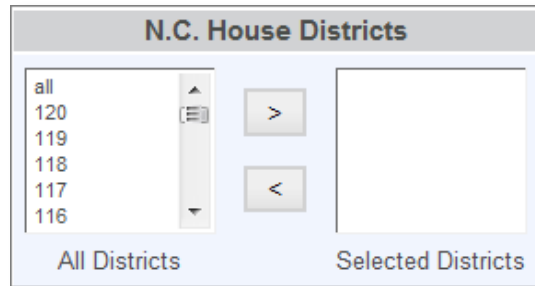 N.C. House Districts
all
120
119
118
117
116
>
<
All Districts
Selected Districts